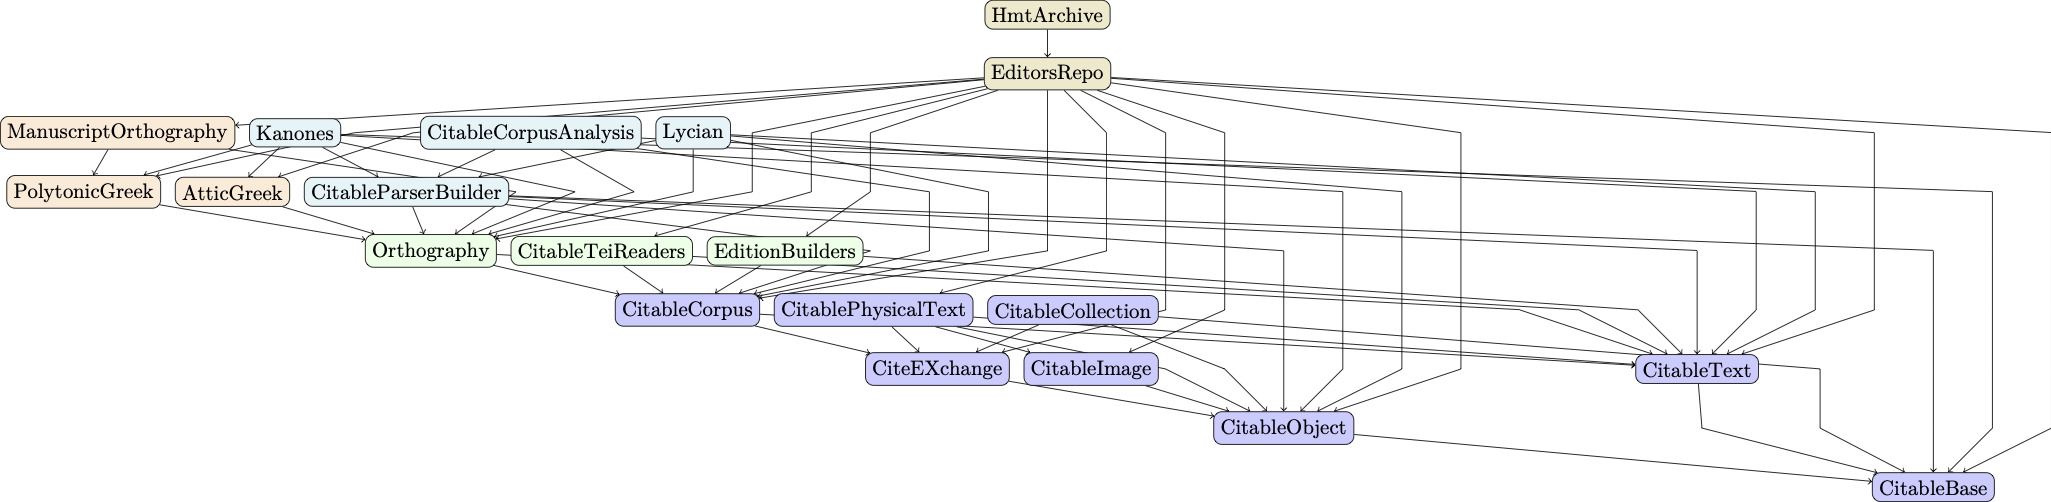 HmtArchive
EditorsRepo
ManuscriptOrthography
Kanones
CitableCorpusAnalysis
Lycian
PolytonicGreek
AtticGreek
CitableParserBuilder
Orthography
CitableTeiReaders
EditionBuilders
CitableCorpus
CitablePhysicalText
CitableCollection
CiteEXchange
CitableImage
CitableText
CitableObject
CitableBase